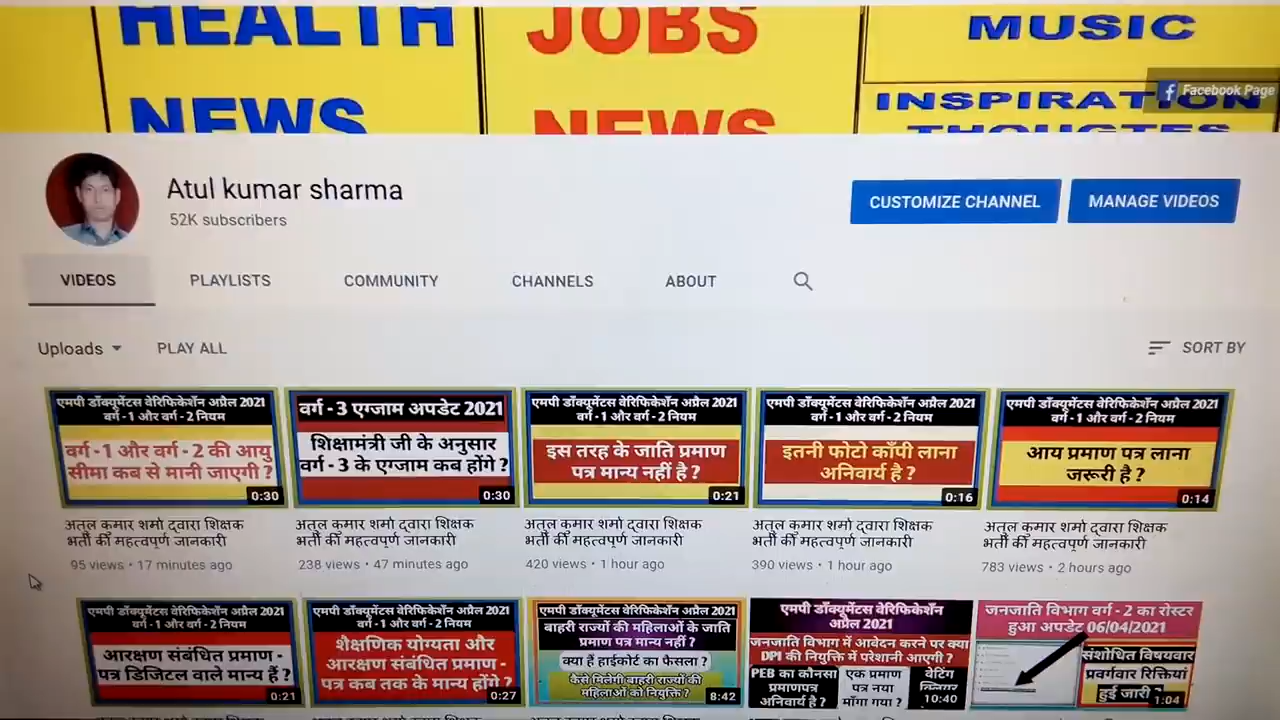 HEALTH
JOBS
MUSIC
NEWS
NEWS
INSPIRATION
THOUGTES
Facebook Page
Atul kumar sharma
52K subscribers
CUSTOMIZE CHANNEL
MANAGE VIDEOS
VIDEOS
PLAYLISTS
COMMUNITY
CHANNELS
ABOUT
Uploads
PLAY ALL
SORT BY
एमपी डॉक्यूमेंटस वेरिफिकेशॅन अप्रैल 2021
वर्ग - 1 और वर्ग - 2 नियम
वर्ग - 1 और वर्ग - 2 की आयु
सीमा कब से मानी जाएगी ?
0:30
अतुल कुमार शर्मा द्वारा शिक्षक
भर्ती की महत्वपूर्ण जानकारी
95 views • 17 minutes ago
वर्ग - 3 एग्जाम अपडेट 2021
शिक्षामंत्री जी के अनुसार
वर्ग - 3 के एग्जाम कब होंगे ?
0:30
अतुल कुमार शर्मा द्वारा शिक्षक
भर्ती की महत्वपूर्ण जानकारी
238 views • 47 minutes ago
एमपी डॉक्यूमेंटस वेरिफिकेशॅन अप्रैल 2021
वर्ग - 1 और वर्ग - 2 नियम
इस तरह के जाति प्रमाण
पत्र मान्य नहीं है ?
0:21
अतुल कुमार शर्मा द्वारा शिक्षक
भर्ती की महत्वपूर्ण जानकारी
420 views • 1 hour ago
एमपी डॉक्यूमेंटस वेरिफिकेशॅन अप्रैल 2021
वर्ग - 1 और वर्ग - 2 नियम
इतनी फोटो कॉपी लाना
अनिवार्य है ?
0:16
अतुल कुमार शर्मा द्वारा शिक्षक
भर्ती की महत्वपूर्ण जानकारी
390 views • 1 hour ago
एमपी डॉक्यूमेंटस वेरिफिकेशॅन अप्रैल 2021
वर्ग - 1 और वर्ग - 2 नियम
आय प्रमाण पत्र लाना
जरूरी है ?
0:14
अतुल कुमार शर्मा द्वारा शिक्षक
भर्ती की महत्वपूर्ण जानकारी
783 views • 2 hours ago
एमपी डॉक्यूमेंटस वेरिफिकेशॅन अप्रैल 2021
वर्ग - 1 और वर्ग - 2 नियम
आरक्षण संबंधित प्रमाण -
पत्र डिजिटल वाले मान्य हैं ?
0:21
एमपी डॉक्यूमेंटस वेरिफिकेशॅन अप्रैल 2021
वर्ग - 1 और वर्ग - 2 नियम
शैक्षणिक योग्यता और
आरक्षण संबंधित प्रमाण -
पत्र कब तक के मान्य होंगे ?
0:27
एमपी डॉक्यूमेंटस वेरिफिकेशॅन अप्रैल 2021
बाहरी राज्यों की महिलाओं के जाति
प्रमाण पत्र मान्य नहीं ?
क्या हैं हाईकोर्ट का फैसला ?
कैसे मिलेगी बाहरी राज्यों की
महिलाओं को नियुक्ति ?
8:42
एमपी डॉक्यूमेंटस वेरिफिकेशॅन
अप्रैल 2021
जनजाति विभाग में आवेदन करने पर क्या
DPI की नियुक्ति में परेशानी आएगी ?
PEB का कौनसा
प्रमाणपत्र
अनिवार्य है ?
एक प्रमाण
पत्र नया
माँगा गया ?
वेटिंग
10:40
जनजाति विभाग वर्ग - 2 का रोस्टर
हुआ अपडेट 06/04/2021
संशोधित विषयवार
प्रवर्गवार रिक्तियां
हुई जारी ?
1:04